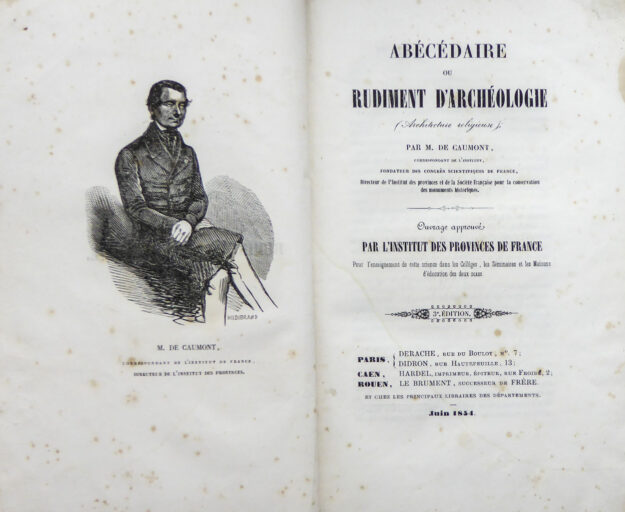 HILDIBRAND
M. DE CAUMONT,
CORRESPONDANT DE L'INSTITUT DE FRANCE,
DIRECTEUR DE L'INSTITUT DES PROVINCES.
ABÉCÉDAIRE
OU
RUDIMENT D'ARCHÉOLOGIE
(Architecture religieuse),
PAR M. DE CAUMONT,
CORRESPONDANT DE L'INSTITUT,
FONDATEUR DES CONGRÈS SCIENTIFIQUES DE FRANCE,
Directeur de l'Institut des provinces et de la Société Française pour la conservation
des monuments historiques.
Ouvrage approuvé
PAR L'INSTITUT DES PROVINCES DE FRANCE
Pour l'enseignement de cette science dans les Colléges, les Séminaires et les Maisons
d'éducation des deux sexes
3e. ÉDITION.
PARIS, { DERACHE, RUE DU BOULOY, No. 7;
DIDRON, RUE HAUTEFEUILLE, 13;
CAEN, HARDEL, IMPRIMEUR, ÉDITEUR, RUE FROIDE, 2;
ROUEN, LE BRUMENT, SUCCESSEUR DE FRÈRE.
ET CHEZ LES PRINCIPAUX LIBRAIRES DES DÉPARTEMENTS.
Juin 1854.